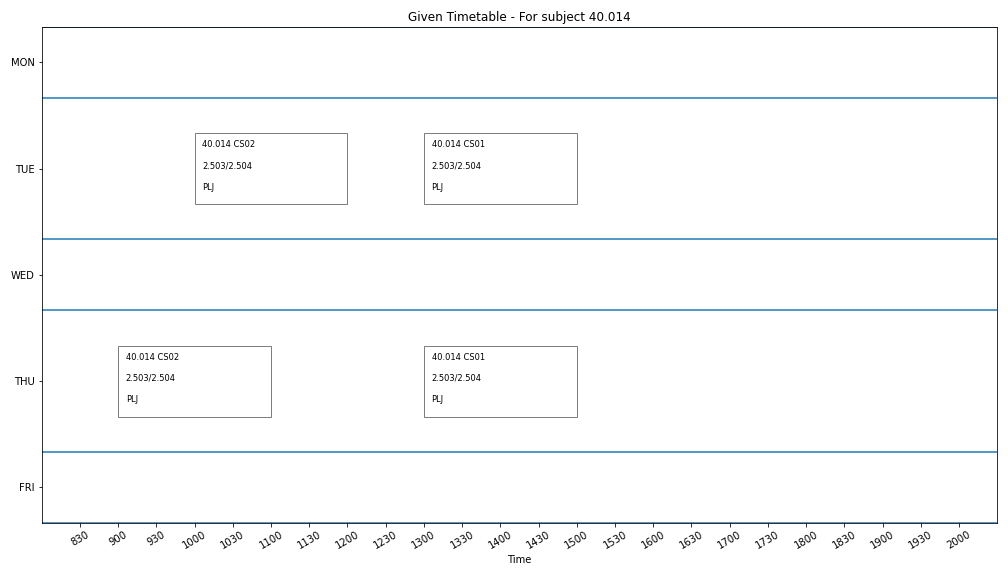 Given Timetable - For subject 40.014
MON
TUE
40.014 CS02
2.503/2.504
PLJ
40.014 CS01
2.503/2.504
PLJ
WED
THU
40.014 CS02
2.503/2.504
PLJ
40.014 CS01
2.503/2.504
PLJ
FRI
830 900 930 1000 1030 1100 1130 1200 1230 1300 1330 1400 1430 1500 1530 1600 1630 1700 1730 1800 1830 1900 1930 2000
Time